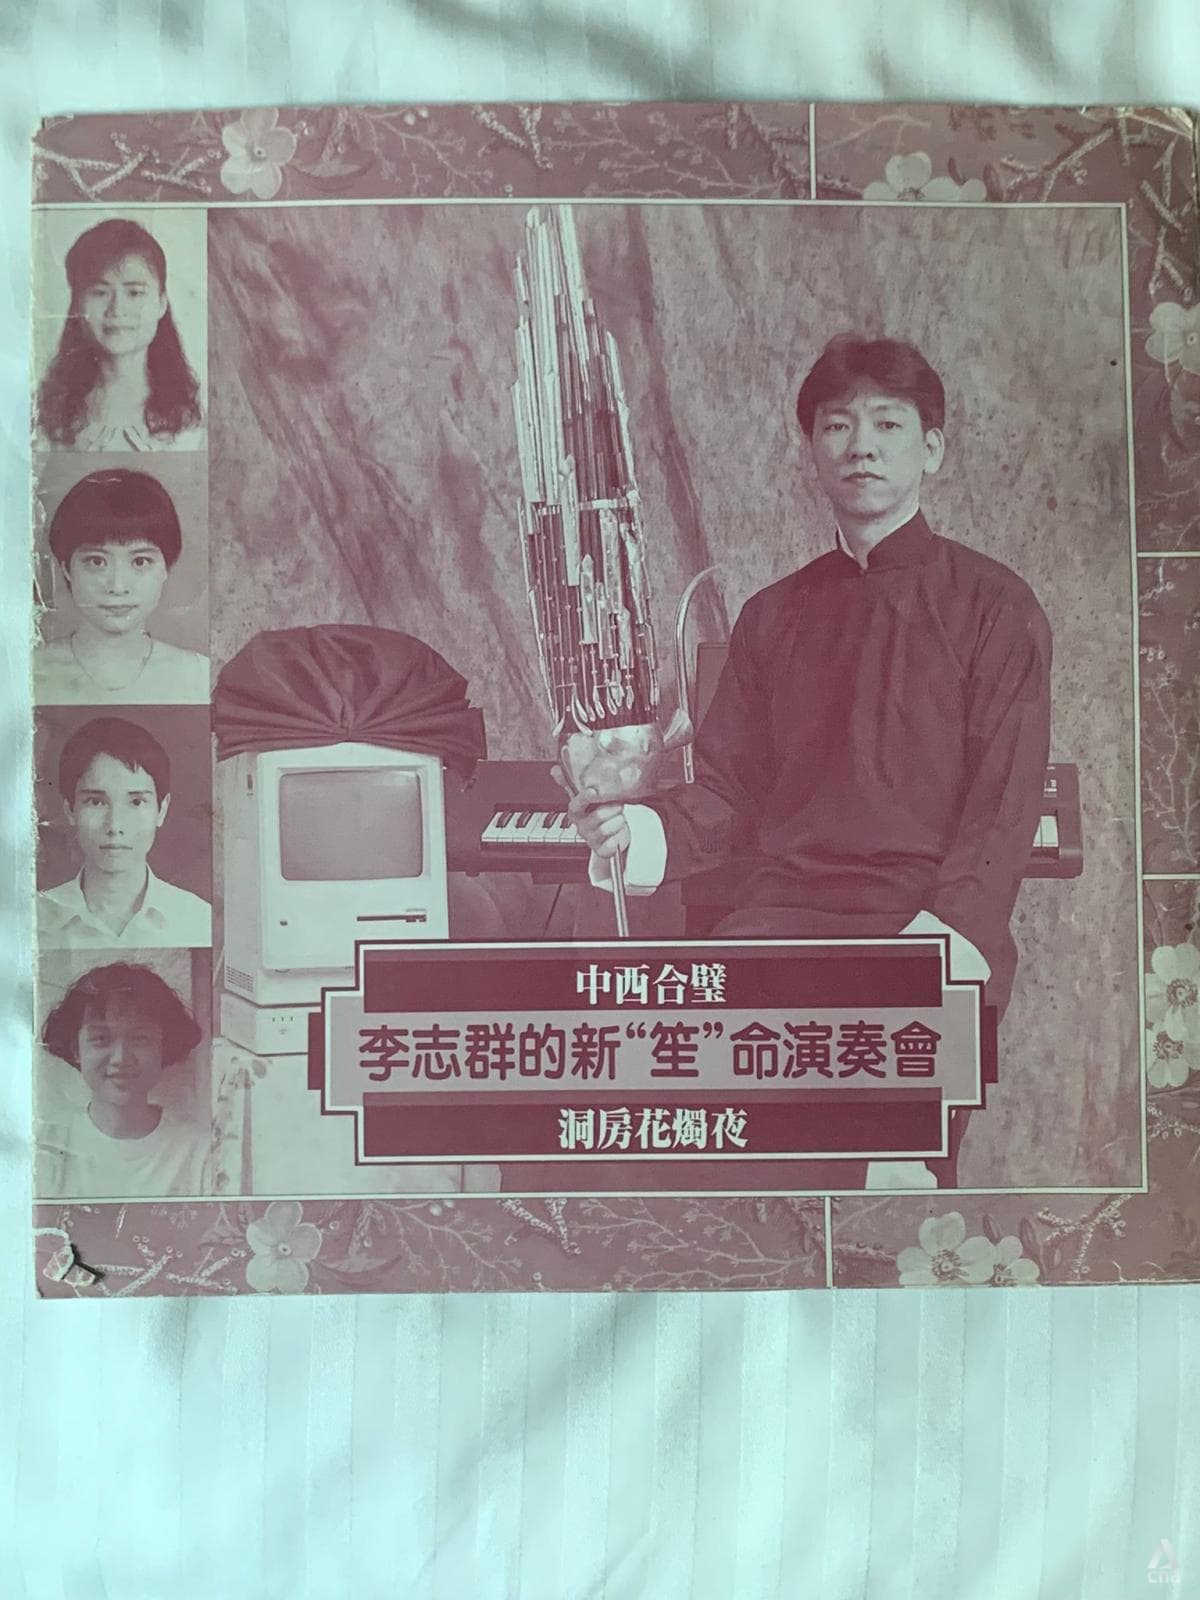 中西合璧
李志群的新“笙”命演奏會
洞房花燭夜
cna